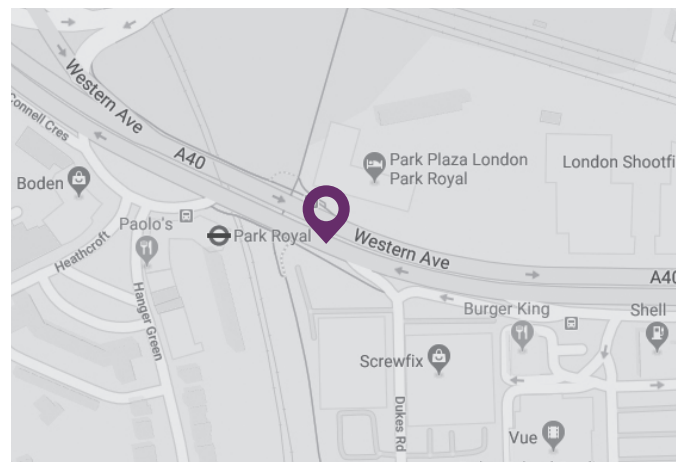 Western Ave
onnell Cres
A40
Park Plaza London
Park Royal
London Shootfi
Boden
Paolo's
Park Royal
Western Ave
Heathcroft
A40
Hanger Green
Burger King
Shell
Screwfix
Dukes Rd
Vue